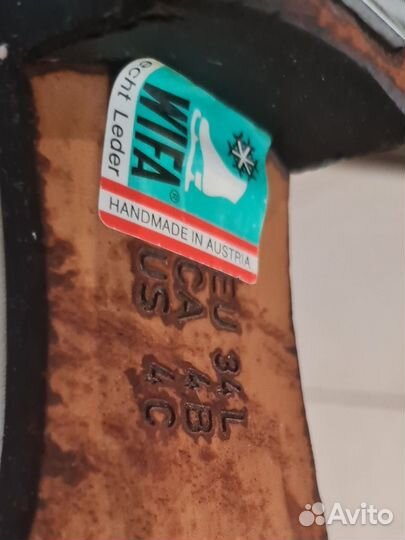 echt Leder
WIFA®
HANDMADE IN AUSTRIA
EU 34 L
CA 4 B
US 4 C
Avito